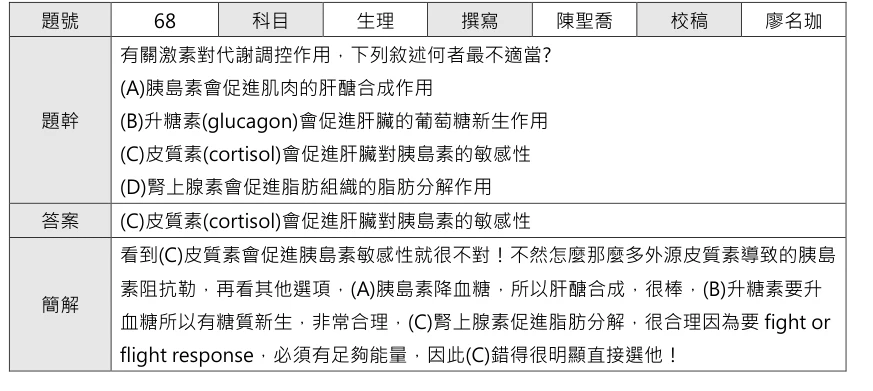 題號 68 科目 生理 撰寫 陳聖喬 校稿 廖名珈
題幹
有關激素對代謝調控作用，下列敘述何者最不適當?
(A)胰島素會促進肌肉的肝醣合成作用
(B)升糖素(glucagon)會促進肝臟的葡萄糖新生作用
(C)皮質素(cortisol)會促進肝臟對胰島素的敏感性
(D)腎上腺素會促進脂肪組織的脂肪分解作用
答案 (C)皮質素(cortisol)會促進肝臟對胰島素的敏感性
簡解
看到(C)皮質素會促進胰島素敏感性就很不對！不然怎麼那麼多外源皮質素導致的胰島
素阻抗勒，再看其他選項，(A)胰島素降血糖，所以肝醣合成，很棒，(B)升糖素要升
血糖所以有糖質新生，非常合理，(C)腎上腺素促進脂肪分解，很合理因為要 fight or
flight response，必須有足夠能量，因此(C)錯得很明顯直接選他！